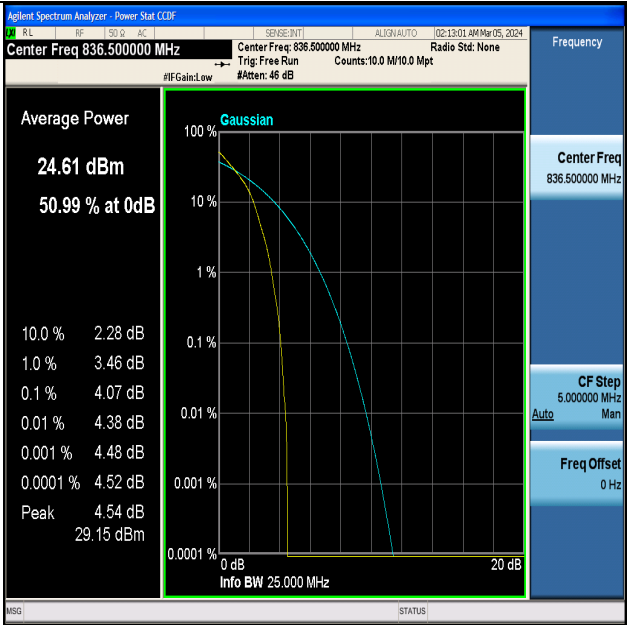 Agilent Spectrum Analyzer - Power Stat CCDF
LXI RL RF 50 Ω AC SENSE:INT ALIGNAUTO 02:13:01 AM Mar 05, 2024
Center Freq 836.500000 MHz
Center Freq: 836.500000 MHz Radio Std: None
Trig: Free Run Counts:10.0 M/10.0 Mpt
#IFGain:Low #Atten: 46 dB
Frequency
Average Power
24.61 dBm
50.99 % at 0dB
10.0 % 2.28 dB
1.0 % 3.46 dB
0.1 % 4.07 dB
0.01 % 4.38 dB
0.001 % 4.48 dB
0.0001 % 4.52 dB
Peak 4.54 dB
29.15 dBm
Gaussian
100 %
10 %
1 %
0.1 %
0.01 %
0.001 %
0.0001 %
0 dB 20 dB
Info BW 25.000 MHz
Center Freq
836.500000 MHz
CF Step
5.000000 MHz
Auto Man
Freq Offset
0 Hz
MSG STATUS